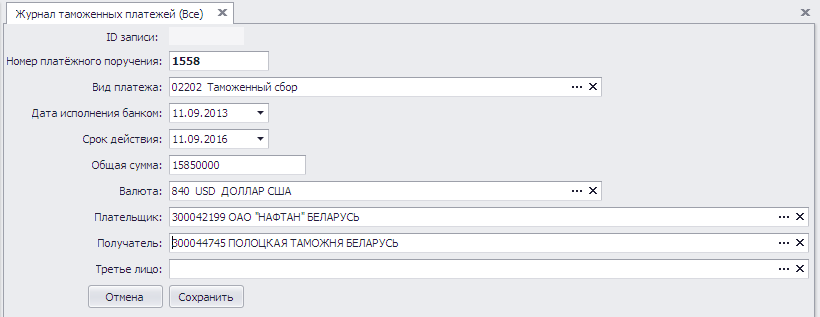 Журнал таможенных платежей (Все)
ID записи:
Номер платёжного поручения: 1558
Вид платежа: 02202 Таможенный сбор
Дата исполнения банком: 11.09.2013
Срок действия: 11.09.2016
Общая сумма: 15850000
Валюта: 840 USD ДОЛЛАР США
Плательщик: 300042199 ОАО "НАФТАН" БЕЛАРУСЬ
Получатель: 300044745 ПОЛОЦКАЯ ТАМОЖНЯ БЕЛАРУСЬ
Третье лицо:
Отмена Сохранить